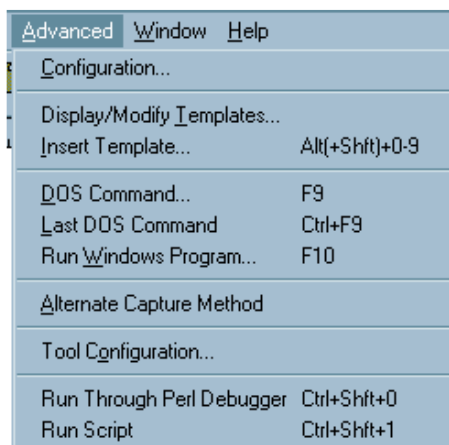 Advanced Window Help
Configuration...
Display/Modify Templates...
Insert Template... Alt(+Shft)+0-9
DOS Command... F9
Last DOS Command Ctrl+F9
Run Windows Program... F10
Alternate Capture Method
Tool Configuration...
Run Through Perl Debugger Ctrl+Shft+0
Run Script Ctrl+Shft+1